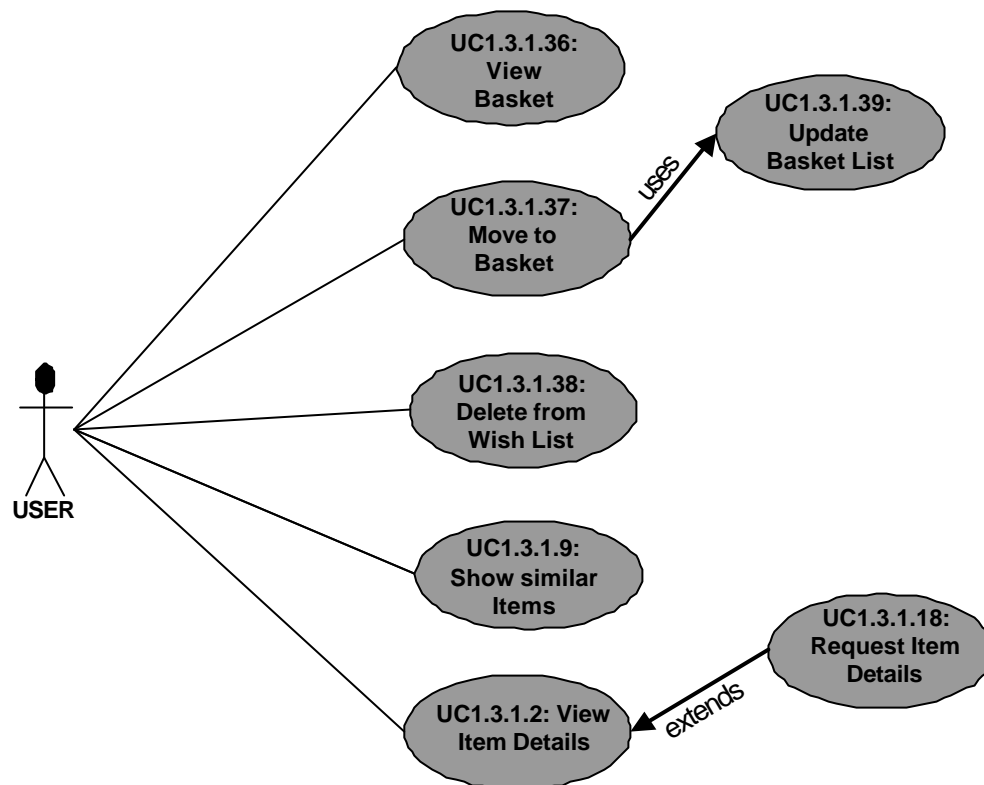 UC1.3.1.36:
View
Basket
UC1.3.1.39:
Update
Basket List
uses
UC1.3.1.37:
Move to
Basket
UC1.3.1.38:
Delete from
Wish List
USER
UC1.3.1.9:
Show similar
Items
UC1.3.1.18:
Request Item
Details
extends
UC1.3.1.2: View
Item Details